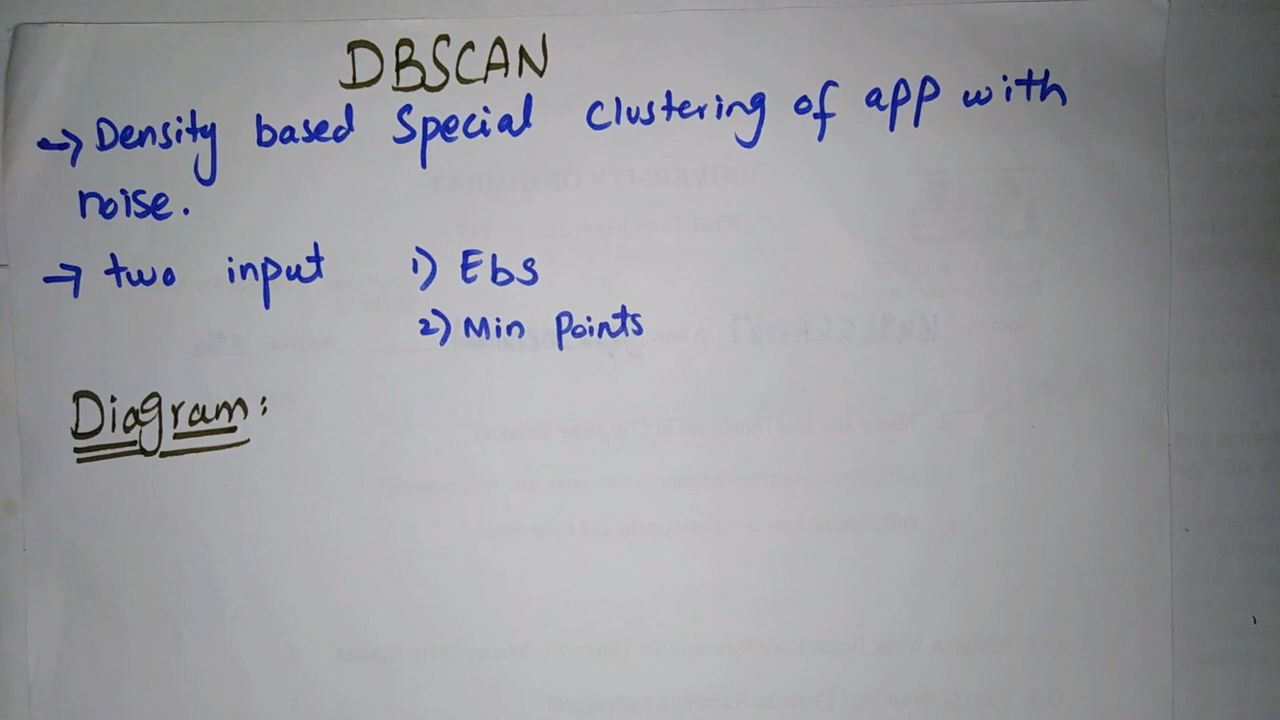 DBSCAN
→ Density based Special Clustering of app with
noise.
→ two input 1) Ebs
2) Min Points
Diagram: